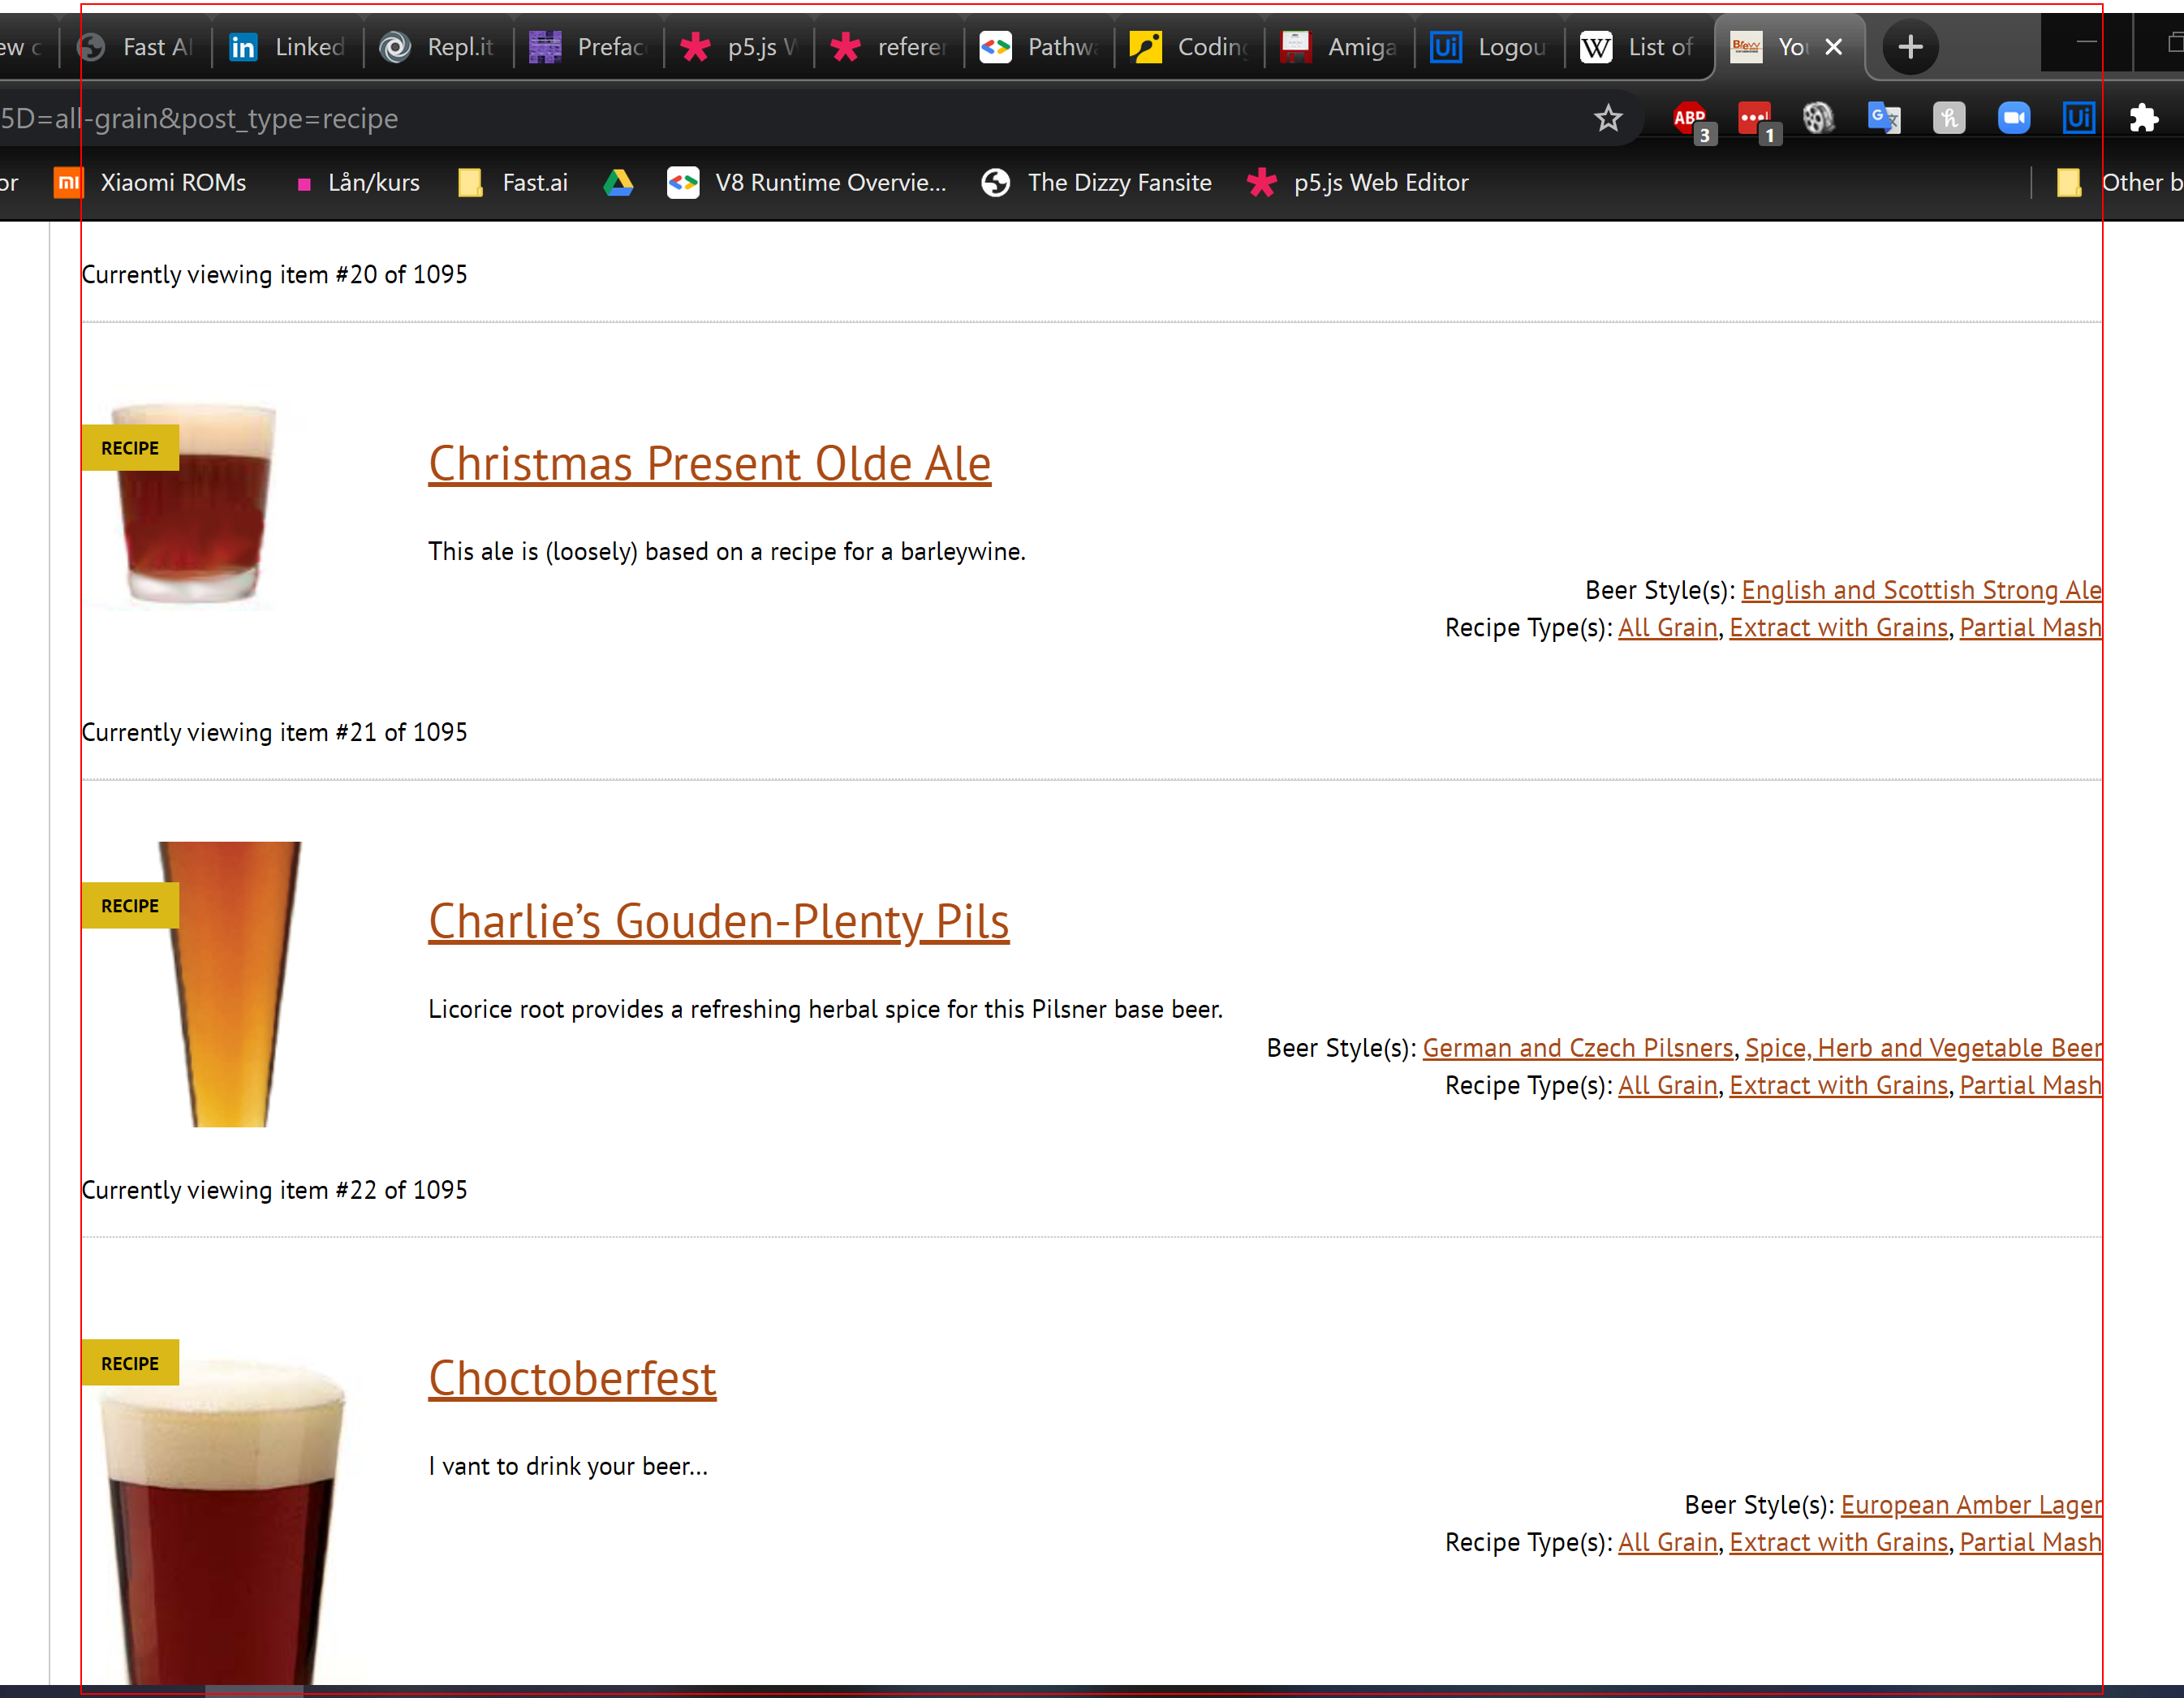 ew Fast AI Linked Repl.it Prefac p5.js referer Pathw Coding Amiga Logou List of You
5D=all-grain&post_type=recipe ABP 3 1
or Xiaomi ROMs Lån/kurs Fast.ai V8 Runtime Overvie... The Dizzy Fansite p5.js Web Editor Other b
Currently viewing item #20 of 1095
RECIPE
Christmas Present Olde Ale
This ale is (loosely) based on a recipe for a barleywine.
Beer Style(s): English and Scottish Strong Ale
Recipe Type(s): All Grain, Extract with Grains, Partial Mash
Currently viewing item #21 of 1095
RECIPE
Charlie’s Gouden-Plenty Pils
Licorice root provides a refreshing herbal spice for this Pilsner base beer.
Beer Style(s): German and Czech Pilsners, Spice, Herb and Vegetable Beer
Recipe Type(s): All Grain, Extract with Grains, Partial Mash
Currently viewing item #22 of 1095
RECIPE
Choctoberfest
I vant to drink your beer...
Beer Style(s): European Amber Lager
Recipe Type(s): All Grain, Extract with Grains, Partial Mash